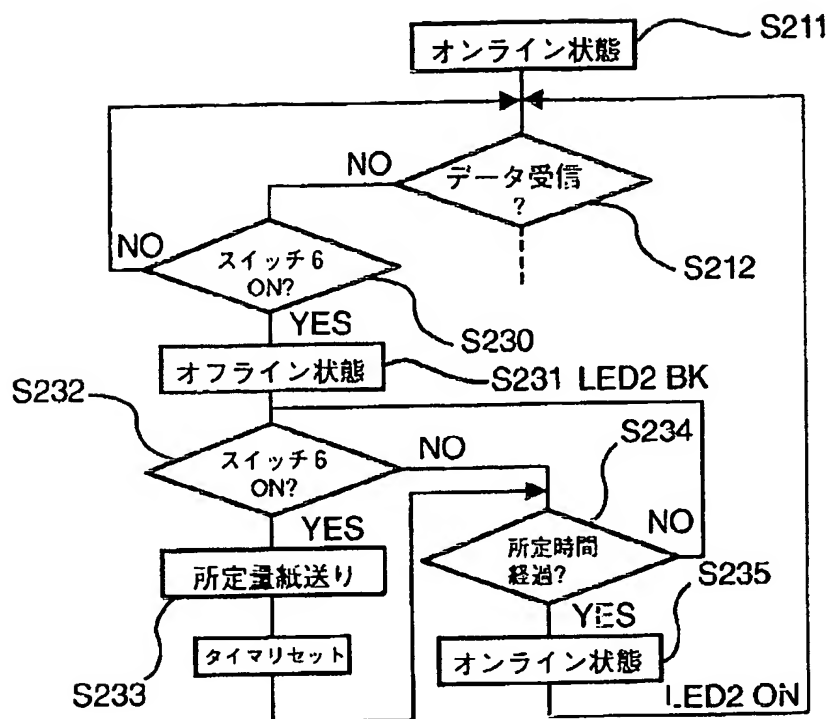 オンライン状態
S211
NO
データ受信
?
S212
NO
スイッチ6
ON?
S230
YES
オフライン状態
S231 LED2 BK
S232
スイッチ6
ON?
NO
S234
YES
所定時間
経過?
NO
所定量紙送り
S235
YES
タイマリセット
オンライン状態
S233
LED2 ON